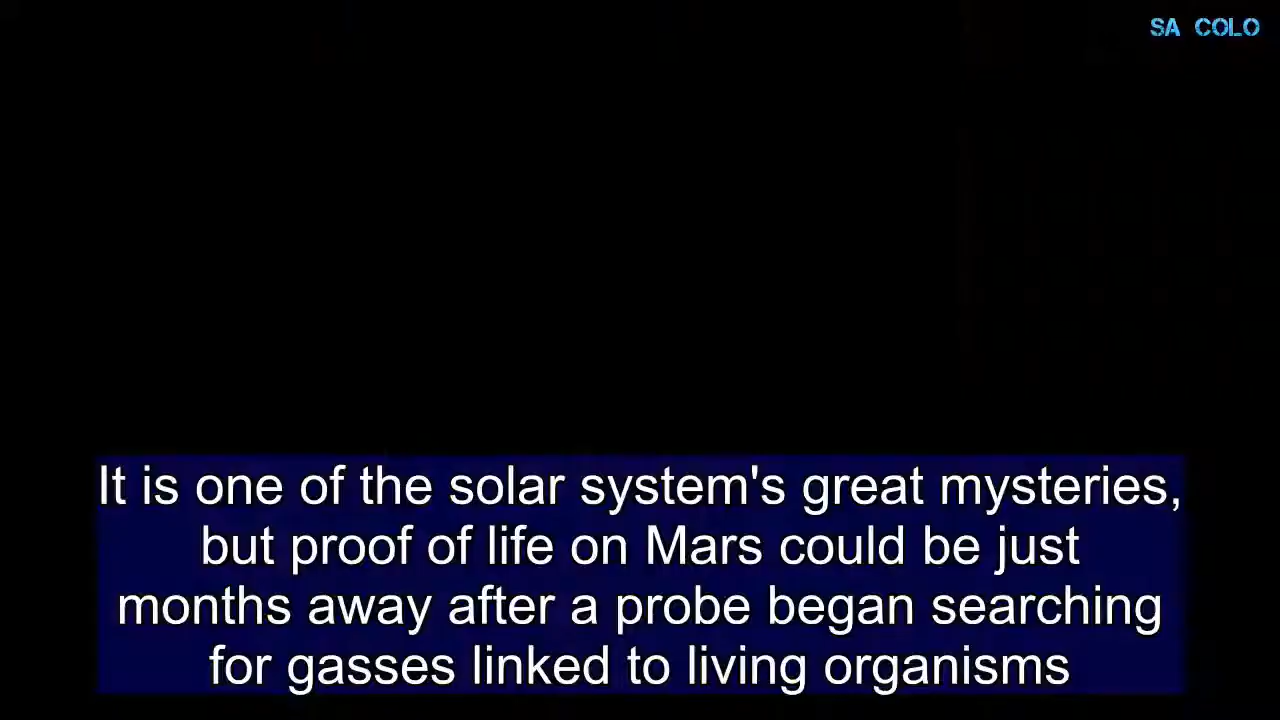 SA COLO
It is one of the solar system's great mysteries,
but proof of life on Mars could be just
months away after a probe began searching
for gasses linked to living organisms